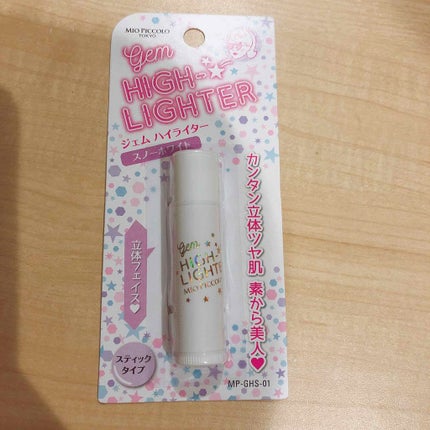 MIO PICCOLO
TOKYO
gem
HIGH-
LIGHTER
ジェム ハイライター
スノーホワイト
カンタン立体ツヤ肌 素から美人♥
立体フェイス♥
gem
HIGH-
LIGHTE
MIO PICCOL
スティック
タイプ
MP-GHS-01